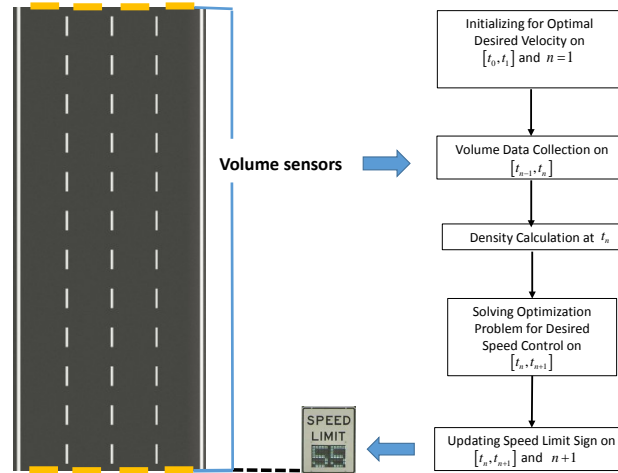 Initializing for Optimal
Desired Velocity on
[t₀, t₁] and n = 1
Volume sensors
Volume Data Collection on
[tₙ₋₁, tₙ]
Density Calculation at tₙ
Solving Optimization
Problem for Desired
Speed Control on
[tₙ, tₙ₊₁]
SPEED
LIMIT
Updating Speed Limit Sign on
[tₙ, tₙ₊₁] and n+1